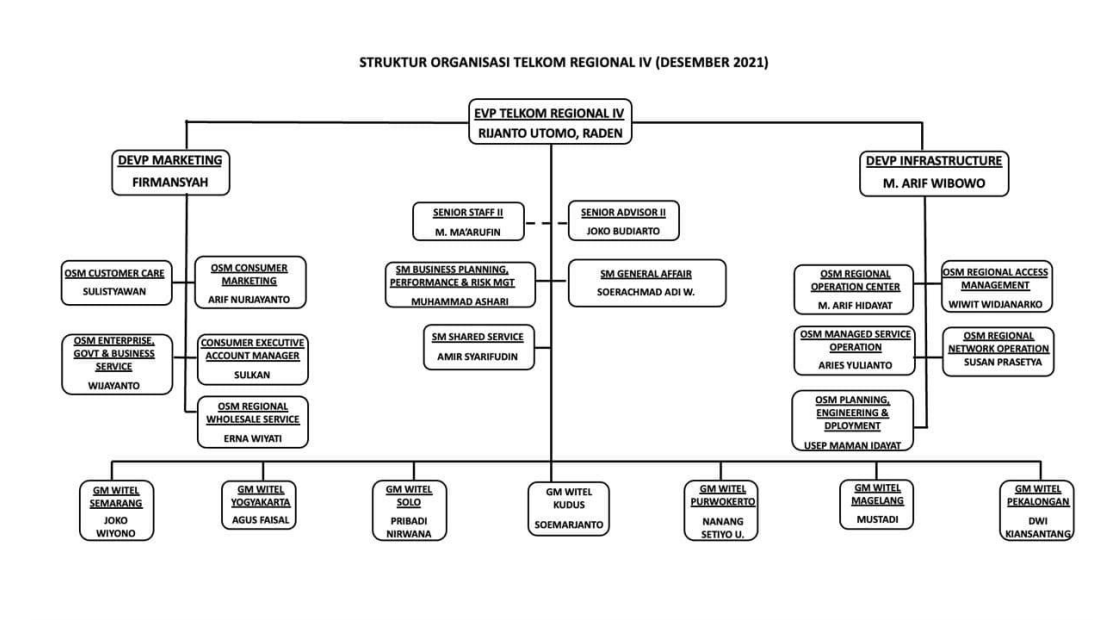 STRUKTUR ORGANISASI TELKOM REGIONAL IV (DESEMBER 2021)
EVP TELKOM REGIONAL IV
RIJANTO UTOMO, RADEN
DEVP MARKETING
FIRMANSYAH
DEVP INFRASTRUCTURE
M. ARIF WIBOWO
SENIOR STAFF II
M. MA'ARUFIN
SENIOR ADVISOR II
JOKO BUDIARTO
OSM CUSTOMER CARE
SULISTYAWAN
OSM CONSUMER
MARKETING
ARIF NURJAYANTO
SM BUSINESS PLANNING,
PERFORMANCE & RISK MGT
MUHAMMAD ASHARI
SM GENERAL AFFAIR
SOERACHMAD ADI W.
OSM REGIONAL
OPERATION CENTER
M. ARIF HIDAYAT
OSM REGIONAL ACCESS
MANAGEMENT
WIWIT WIDJANARKO
OSM ENTERPRISE,
GOVT & BUSINESS
SERVICE
WIJAYANTO
CONSUMER EXECUTIVE
ACCOUNT MANAGER
SULKAN
SM SHARED SERVICE
AMIR SYARIFUDIN
OSM MANAGED SERVICE
OPERATION
ARIES YULIANTO
OSM REGIONAL
NETWORK OPERATION
SUSAN PRASETYA
OSM REGIONAL
WHOLESALE SERVICE
ERNA WIYATI
OSM PLANNING,
ENGINEERING &
DPLOYMENT
USEP MAMAN IDAYAT
GM WITEL
SEMARANG
JOKO
WIYONO
GM WITEL
YOGYAKARTA
AGUS FAISAL
GM WITEL
SOLO
PRIBADI
NIRWANA
GM WITEL
KUDUS
SOEMARJANTO
GM WITEL
PURWOKERTO
NANANG
SETIYO U.
GM WITEL
MAGELANG
MUSTADI
GM WITEL
PEKALONGAN
DWI
KIANSANTANG